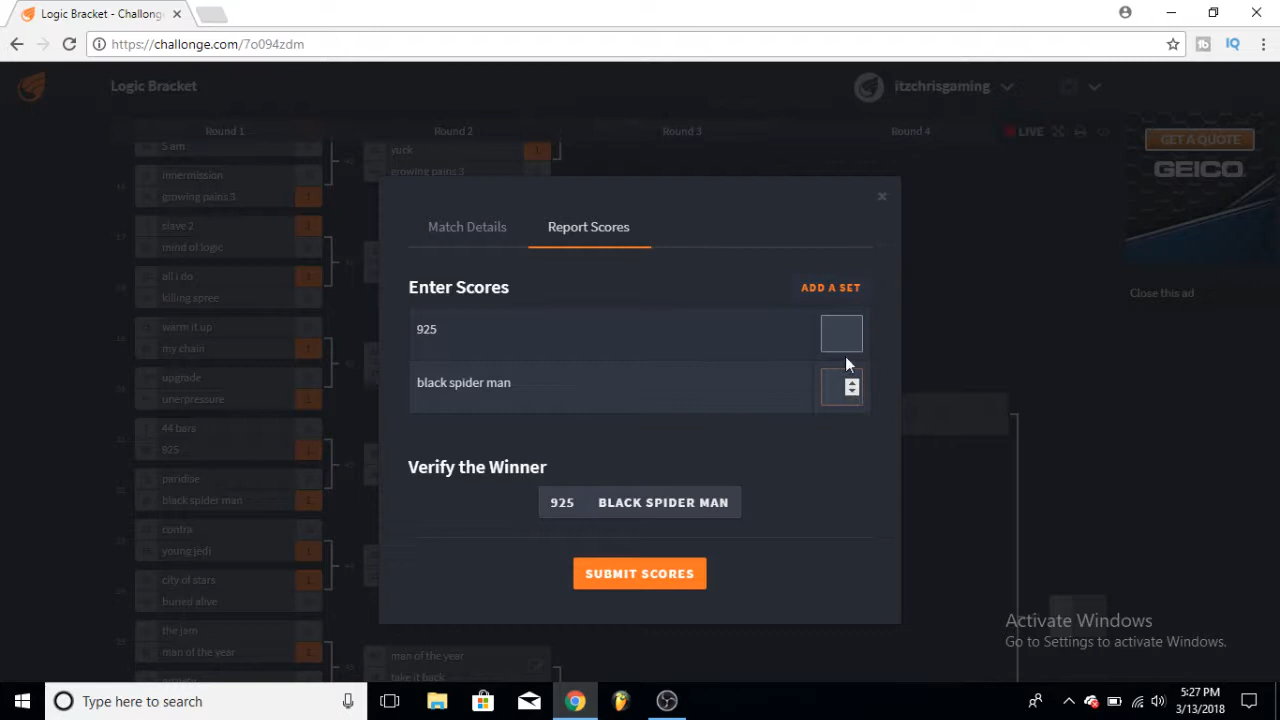 Logic Bracket - Challong
https://challonge.com/7o094zdm
Logic Bracket
itzchrisgaming
Round 1
Round 2
Round 3
Round 4
LIVE
GET A QUOTE
GEICO
Close this ad
5 am
innermission
growing pains 3
slave 2
mind of logic
all i do
killing spree
warm it up
my chain
upgrade
unerpressure
44 bars
925
paridise
black spider man
contra
young jedi
city of stars
buried alive
the jam
man of the year
growing pains 3
man of the year
take it back
Match Details
Report Scores
Enter Scores
ADD A SET
925
black spider man
Verify the Winner
925 BLACK SPIDER MAN
SUBMIT SCORES
Activate Windows
Go to Settings to activate Windows.
Type here to search
3:27 PM
3/13/2018